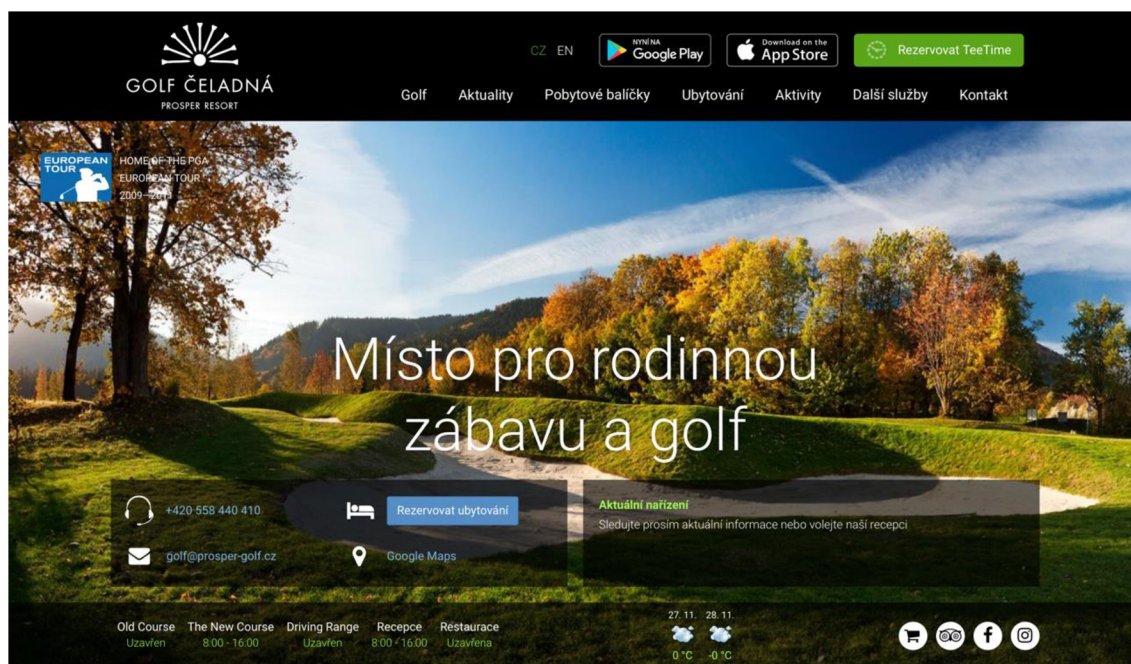 CZ EN
NYNÍ NA
Google Play
Download on the
App Store
Rezervovat TeeTime
GOLF ČELADNÁ
PROSPER RESORT
Golf Aktuality Pobytové balíčky Ubytování Aktivity Další služby Kontakt
EUROPEAN
TOUR
HOME OF THE PGA
EUROPEAN TOUR
2009–2011
Místo pro rodinnou
zábavu a golf
+420 558 440 410
Rezervovat ubytování
golf@prosper-golf.cz
Google Maps
Aktuální nařízení
Sledujte prosím aktuální informace nebo volejte naší recepci
Old Course The New Course Driving Range Recepce Restaurace
Uzavřen 8:00 - 16:00 Uzavřen 8:00 - 16:00 Uzavřena
27. 11. 28. 11.
0 °C -0 °C